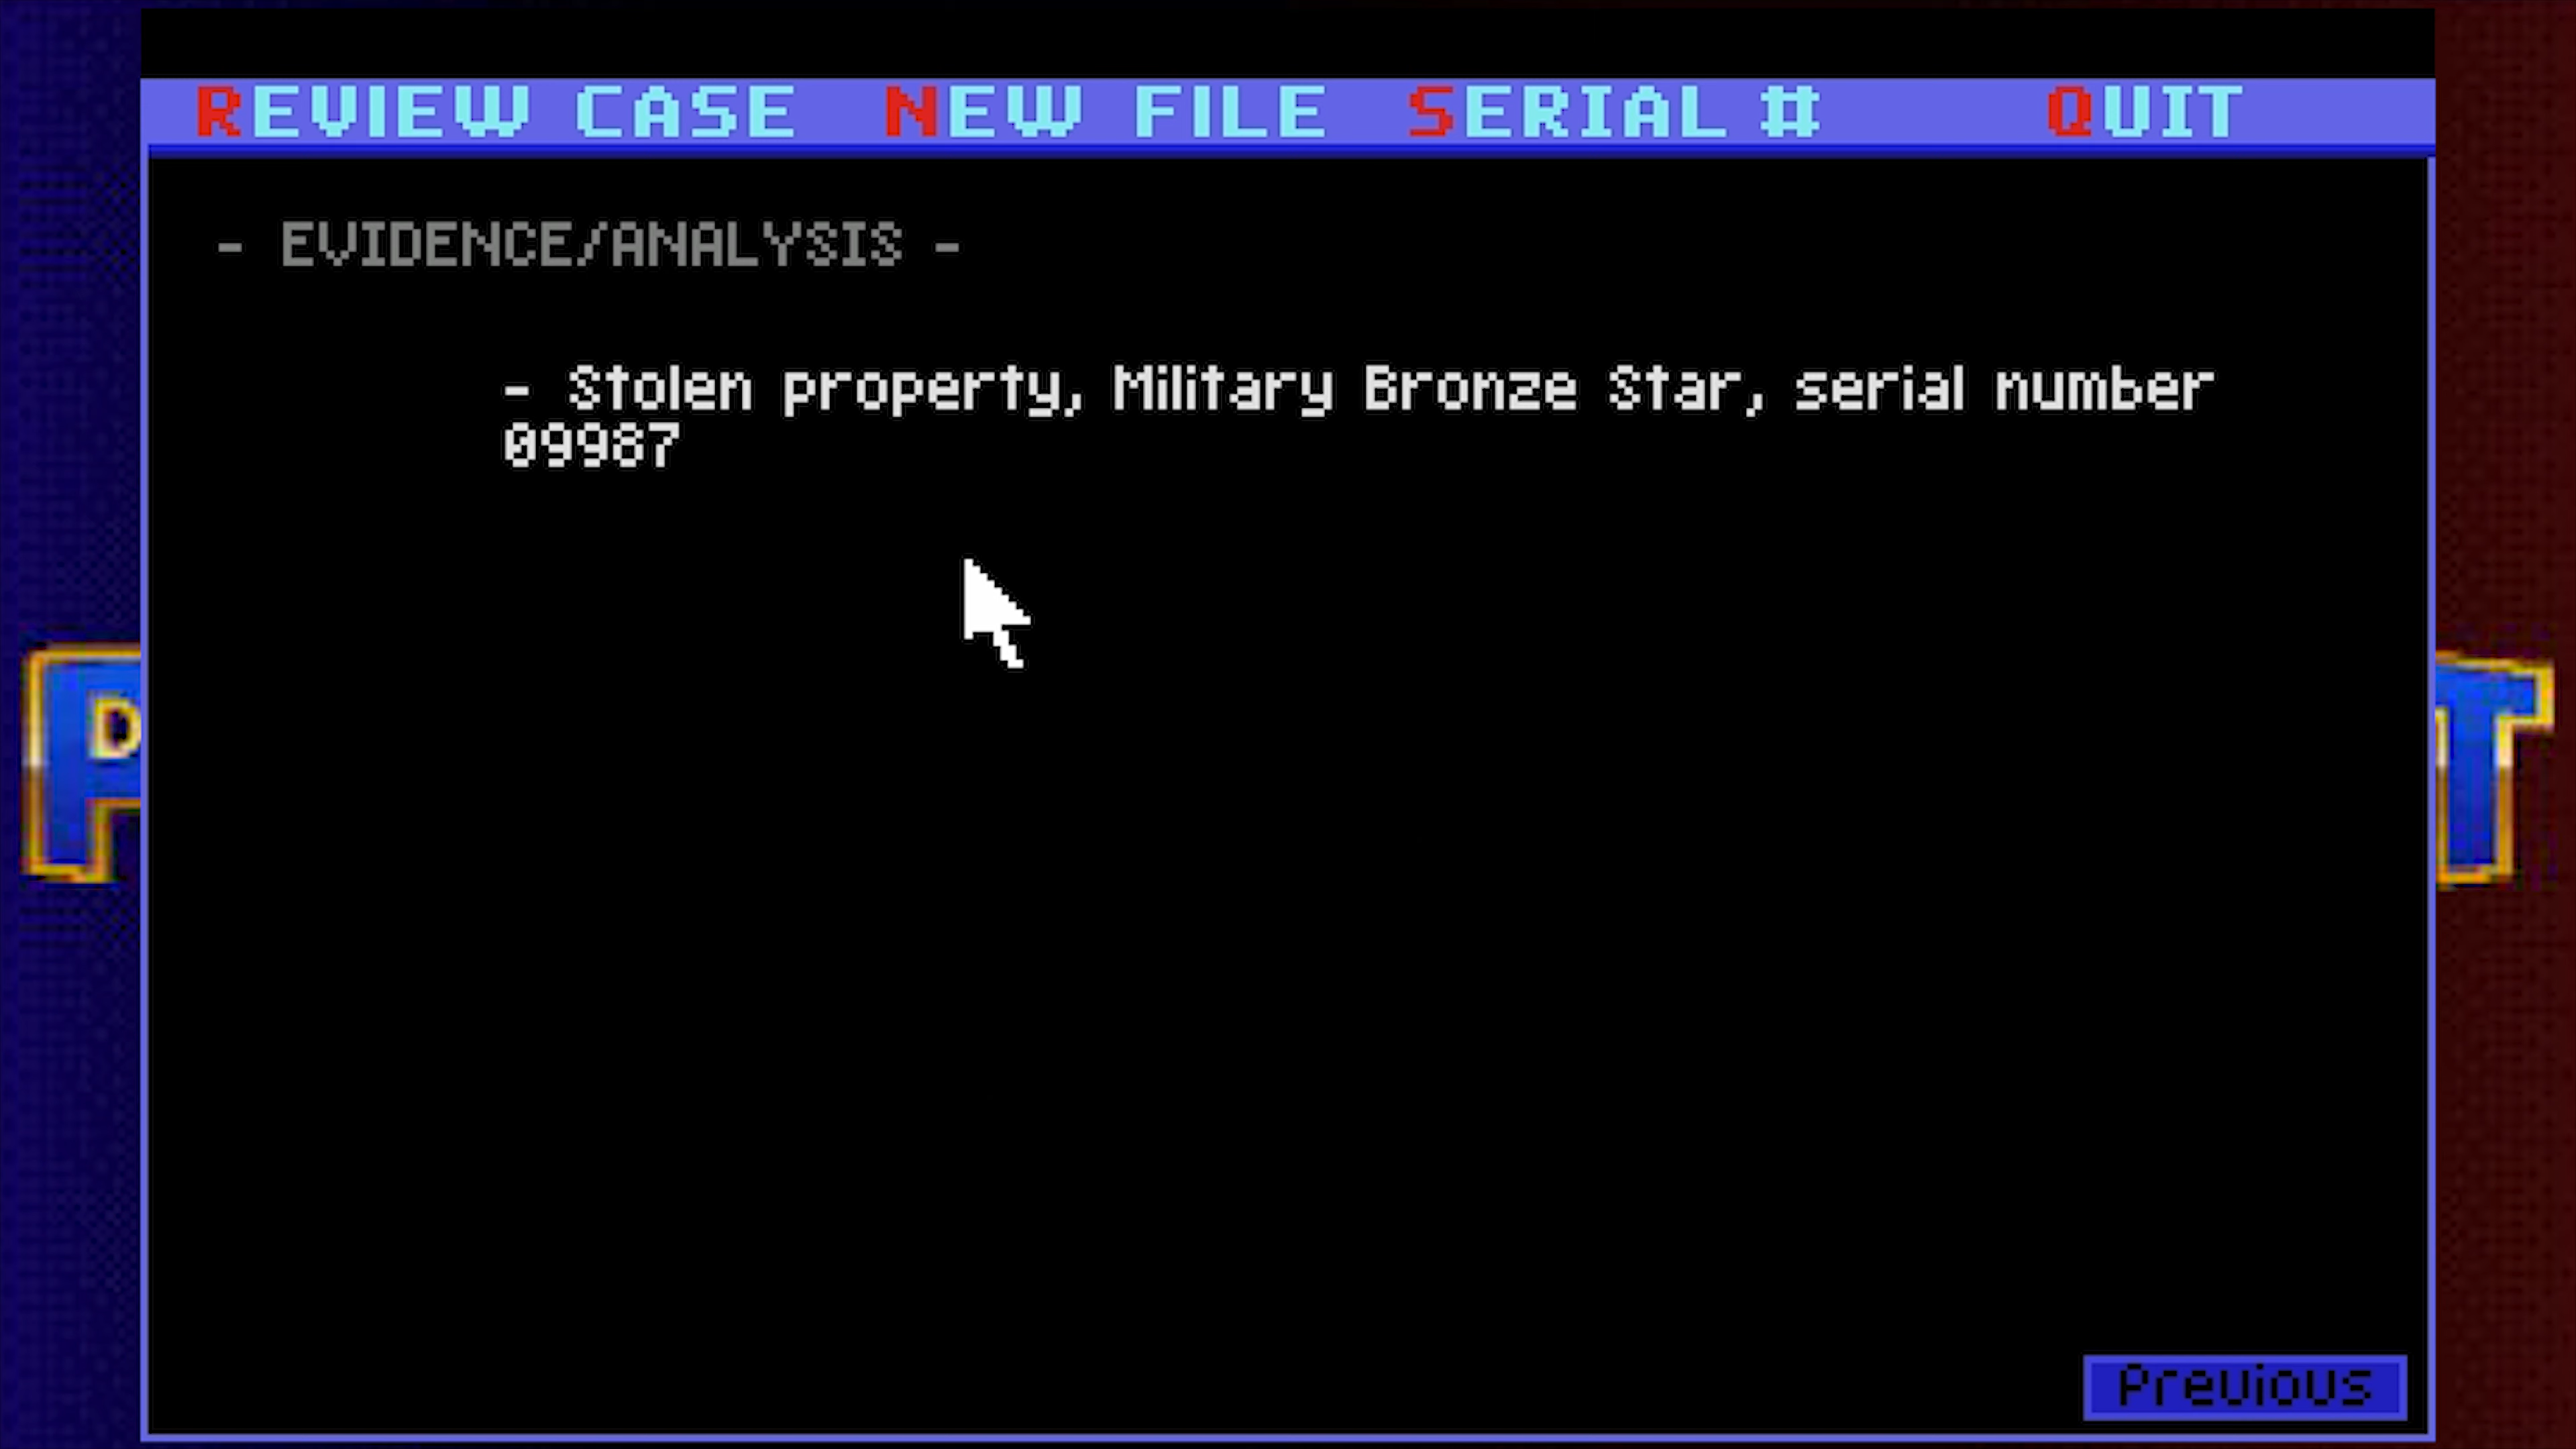 REVIEW CASE NEW FILE SERIAL # QUIT
- EVIDENCE/ANALYSIS -
- Stolen property, Military Bronze Star, serial number
09987
P T
Previous